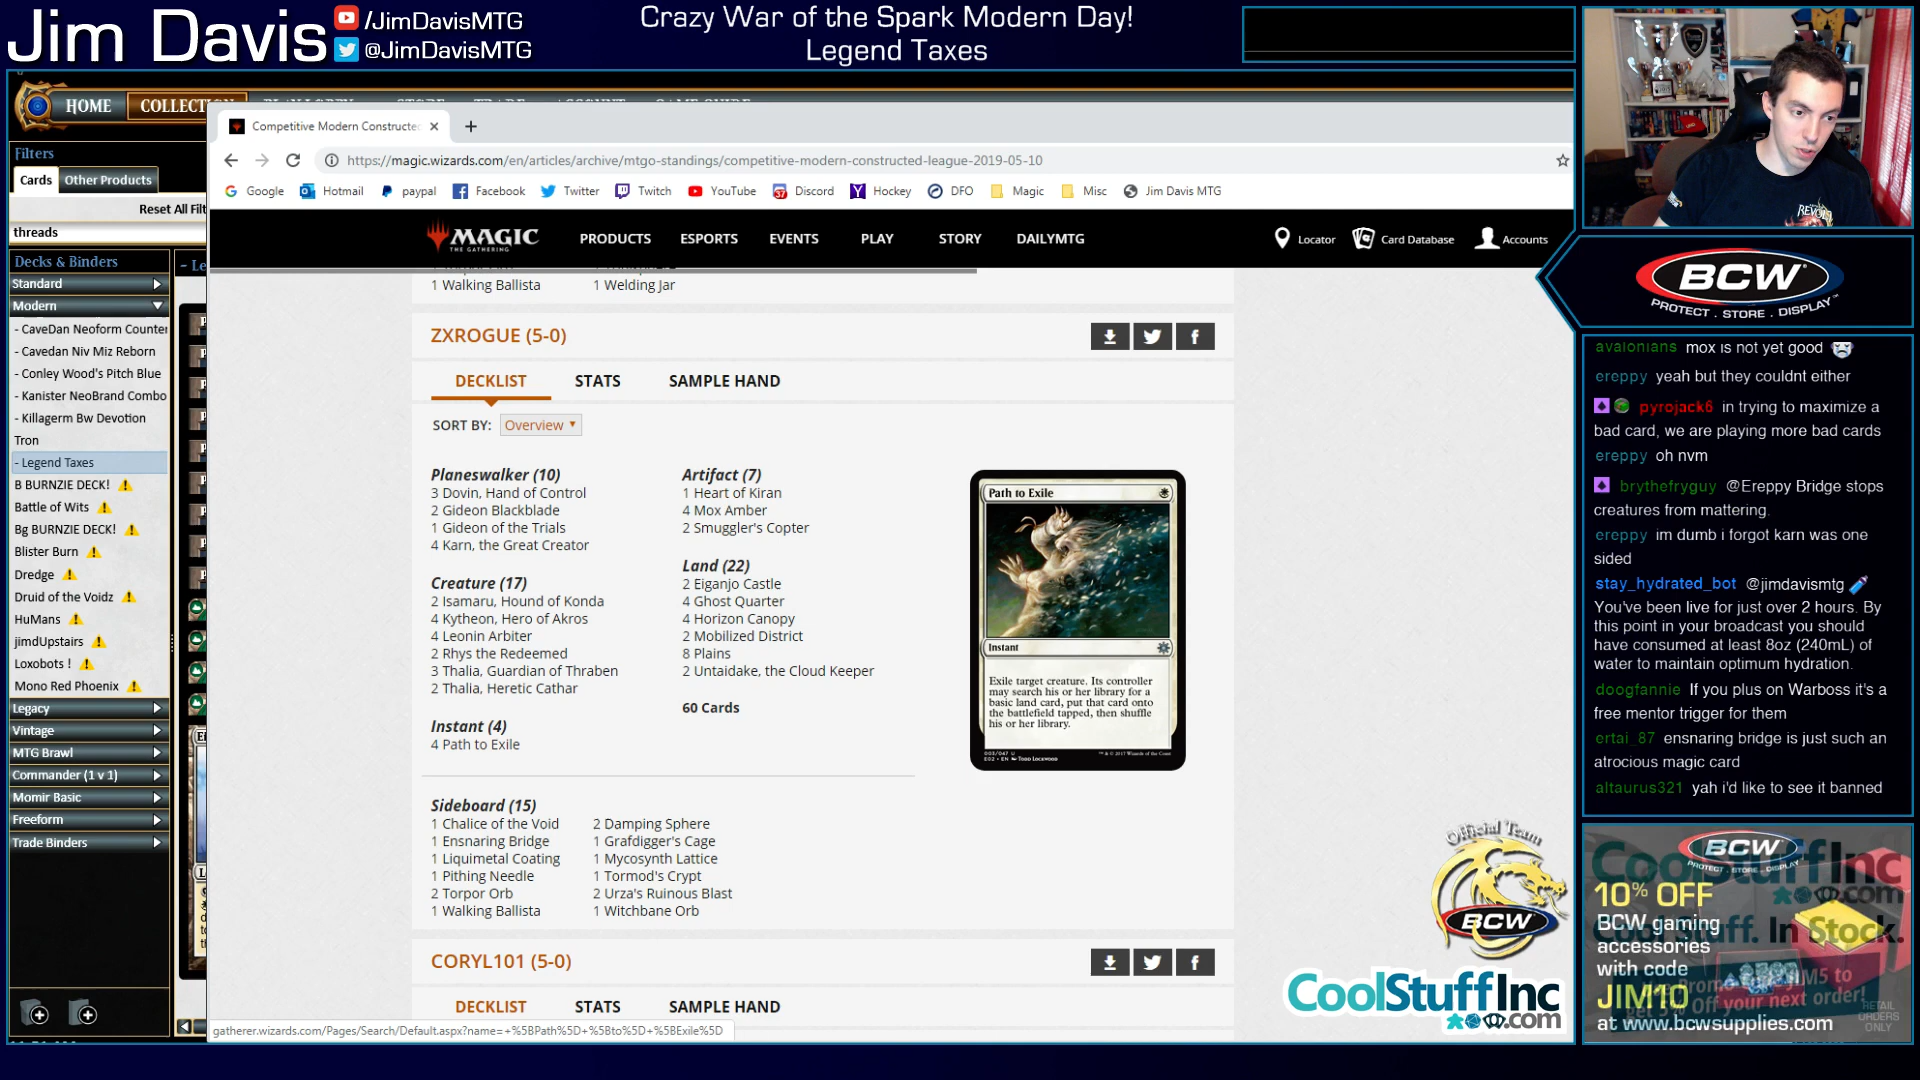 Jim Davis
/JimDavisMTG
@JimDavisMTG
Crazy War of the Spark Modern Day!
Legend Taxes
HOME
COLLECT
Filters
Cards
Other Products
Reset All Filt
threads
Decks & Binders
Standard
Modern
- CaveDan Neoform Counter
- Cavedan Niv Miz Reborn
- Conley Wood's Pitch Blue
- Kanister NeoBrand Combo
- Killagerm Bw Devotion
Tron
- Legend Taxes
B BURNZIE DECK!
Battle of Wits
Bg BURNZIE DECK!
Blister Burn
Dredge
Druid of the Voidz
HuMans
jimdUpstairs
Loxobots !
Mono Red Phoenix
Legacy
Vintage
MTG Brawl
Commander (1 v 1)
Momir Basic
Freeform
Trade Binders
- Le
Competitive Modern Constructe
https://magic.wizards.com/en/articles/archive/mtgo-standings/competitive-modern-constructed-league-2019-05-10
Google
Hotmail
paypal
Facebook
Twitter
Twitch
YouTube
Discord
Hockey
DFO
Magic
Misc
Jim Davis MTG
MAGIC
THE GATHERING
PRODUCTS
ESPORTS
EVENTS
PLAY
STORY
DAILYMTG
Locator
Card Database
Accounts
1 Walking Ballista
1 Welding Jar
ZXROGUE (5-0)
DECKLIST
STATS
SAMPLE HAND
SORT BY: Overview
Planeswalker (10)
3 Dovin, Hand of Control
2 Gideon Blackblade
1 Gideon of the Trials
4 Karn, the Great Creator
Creature (17)
2 Isamaru, Hound of Konda
4 Kytheon, Hero of Akros
4 Leonin Arbiter
2 Rhys the Redeemed
3 Thalia, Guardian of Thraben
2 Thalia, Heretic Cathar
Instant (4)
4 Path to Exile
Artifact (7)
1 Heart of Kiran
4 Mox Amber
2 Smuggler's Copter
Land (22)
2 Eiganjo Castle
4 Ghost Quarter
4 Horizon Canopy
2 Mobilized District
8 Plains
2 Untaidake, the Cloud Keeper
60 Cards
Path to Exile
Instant
Exile target creature. Its controller
may search his or her library for a
basic land card, put that card onto
the battlefield tapped, then shuffle
his or her library.
Sideboard (15)
1 Chalice of the Void
1 Ensnaring Bridge
1 Liquimetal Coating
1 Pithing Needle
2 Torpor Orb
1 Walking Ballista
2 Damping Sphere
1 Grafdigger's Cage
1 Mycosynth Lattice
1 Tormod's Crypt
2 Urza's Ruinous Blast
1 Witchbane Orb
CORYL101 (5-0)
DECKLIST
STATS
SAMPLE HAND
gatherer.wizards.com/Pages/Search/Default.aspx?name=+%5BPath%5D+%5Bto%5D+%5BExile%5D
Official Team
BCW
CoolStuffInc
.com
BCW
PROTECT . STORE . DISPLAY
avalonians mox is not yet good
ereppy yeah but they couldnt either
pyrojack6 in trying to maximize a
bad card, we are playing more bad cards
ereppy oh nvm
brythefryguy @Ereppy Bridge stops
creatures from mattering.
ereppy im dumb i forgot karn was one
sided
stay_hydrated_bot @jimdavismtg
You've been live for just over 2 hours. By
this point in your broadcast you should
have consumed at least 8oz (240mL) of
water to maintain optimum hydration.
doogfannie If you plus on Warboss it's a
free mentor trigger for them
ertai_87 ensnaring bridge is just such an
atrocious magic card
altaurus321 yah i'd like to see it banned
BCW
PROTECT . STORE . DISPLAY
CoolStuffInc
.com
10% OFF
BCW gaming
accessories
with code
JIM10
at www.bcwsupplies.com
Cool Stuff. In Stock.
RETAIL
ORDERS
ONLY